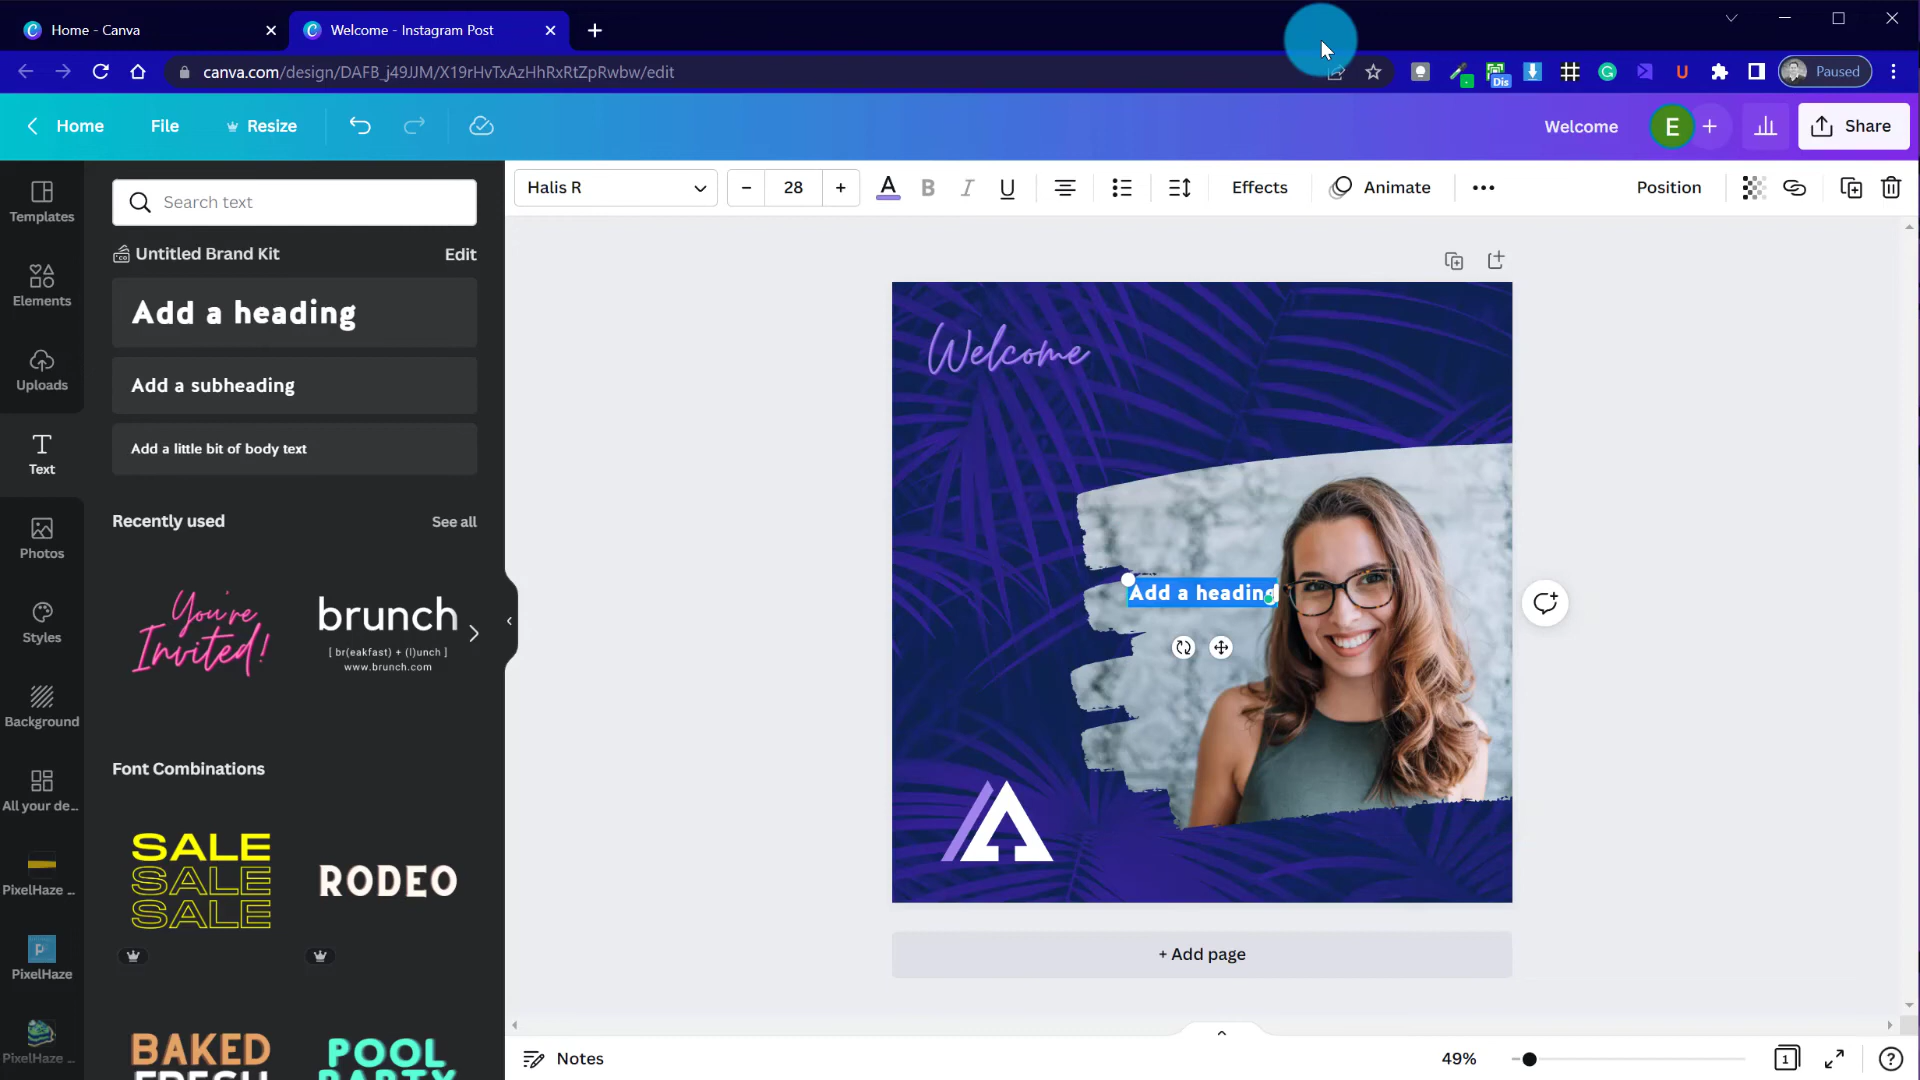 Home - Canva
Welcome - Instagram Post
canva.com/design/DAFB_j49JJM/X19rHvTxAzHhRxRtZpRwbw/edit
Dis
U
Paused
Home
File
Resize
Welcome
E
Share
Templates
Elements
Uploads
Text
Photos
Styles
Background
All your de...
PixelHaze ...
P
PixelHaze
PixelHaze ...
Search text
Untitled Brand Kit
Edit
Add a heading
Add a subheading
Add a little bit of body text
Recently used
See all
You're
Invited!
brunch
[ br(eakfast) + (l)unch ]
www.brunch.com
Font Combinations
SALE
SALE
SALE
RODEO
BAKED
FRESH
POOL
PARTY
Halis R
28
A
B
I
U
Effects
Animate
Position
Welcome
Add a heading
+ Add page
Notes
49%
1